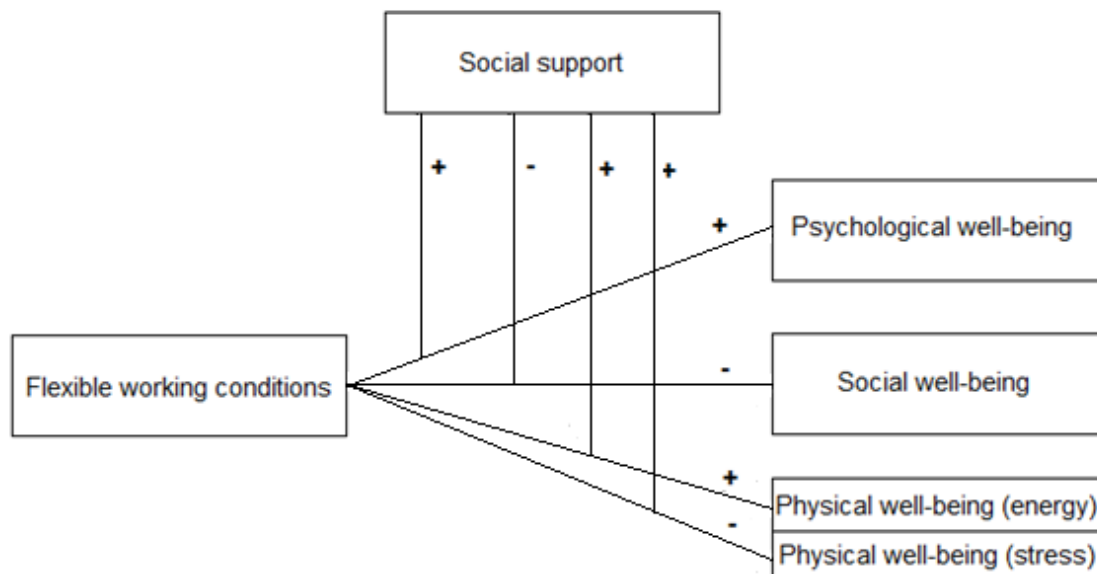 Social support
+ - + +
+
Psychological well-being
Flexible working conditions
-
Social well-being
+
Physical well-being (energy)
-
Physical well-being (stress)